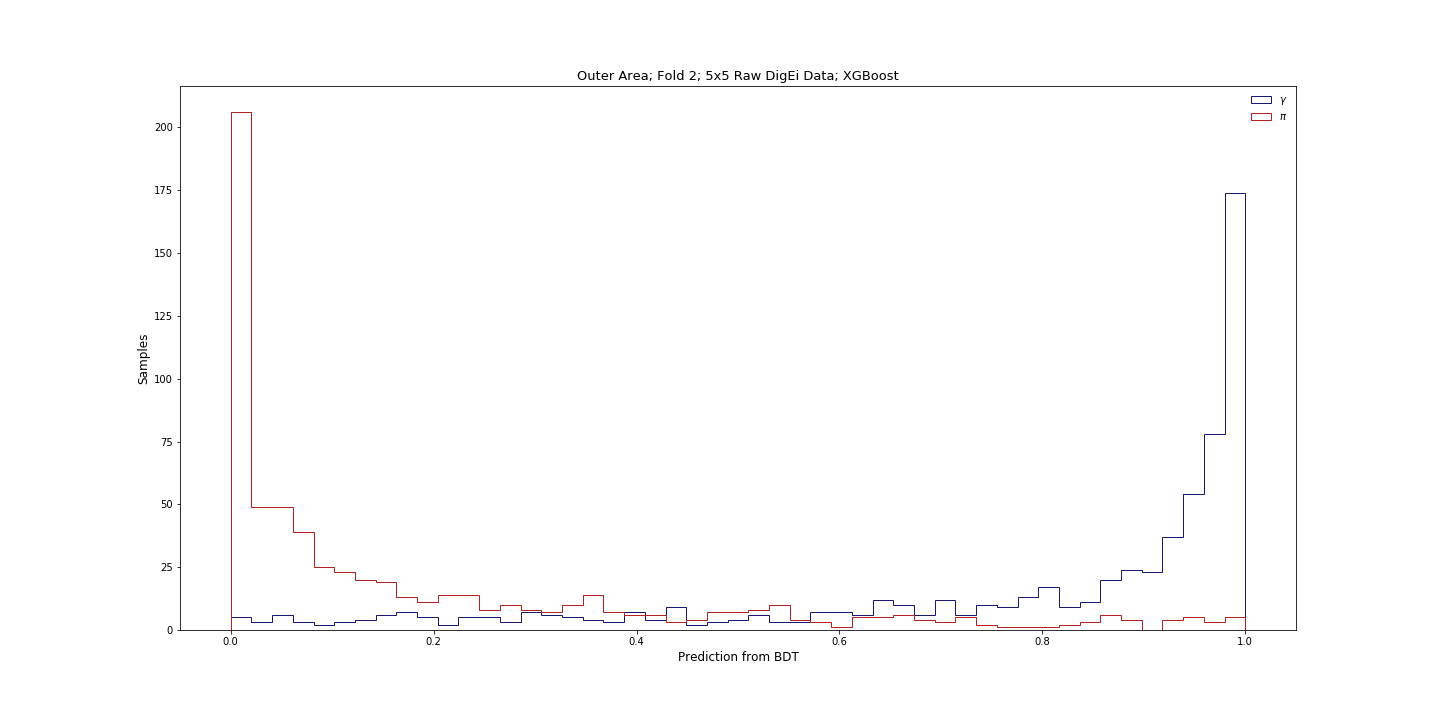 Outer Area; Fold 2; 5x5 Raw DigEi Data; XGBoost
γ
π
200
175
150
125
100
75
50
25
0
Samples
0.0 0.2 0.4 0.6 0.8 1.0
Prediction from BDT